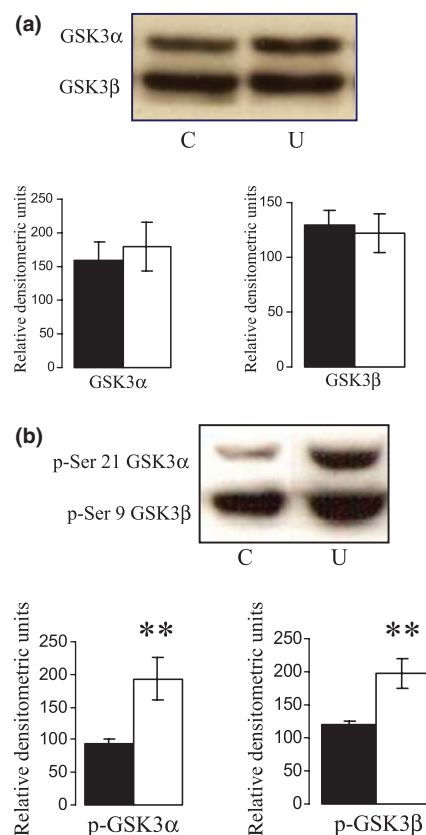 (a)
GSK3α
GSK3β
C U
Relative densitometric units
250
200
150
100
50
0
GSK3α
Relative densitometric units
150
100
50
0
GSK3β
(b)
p-Ser 21 GSK3α
p-Ser 9 GSK3β
C U
Relative densitometric units
250
200
150
100
50
0
**
p-GSK3α
Relative densitometric units
250
200
150
100
50
0
**
p-GSK3β